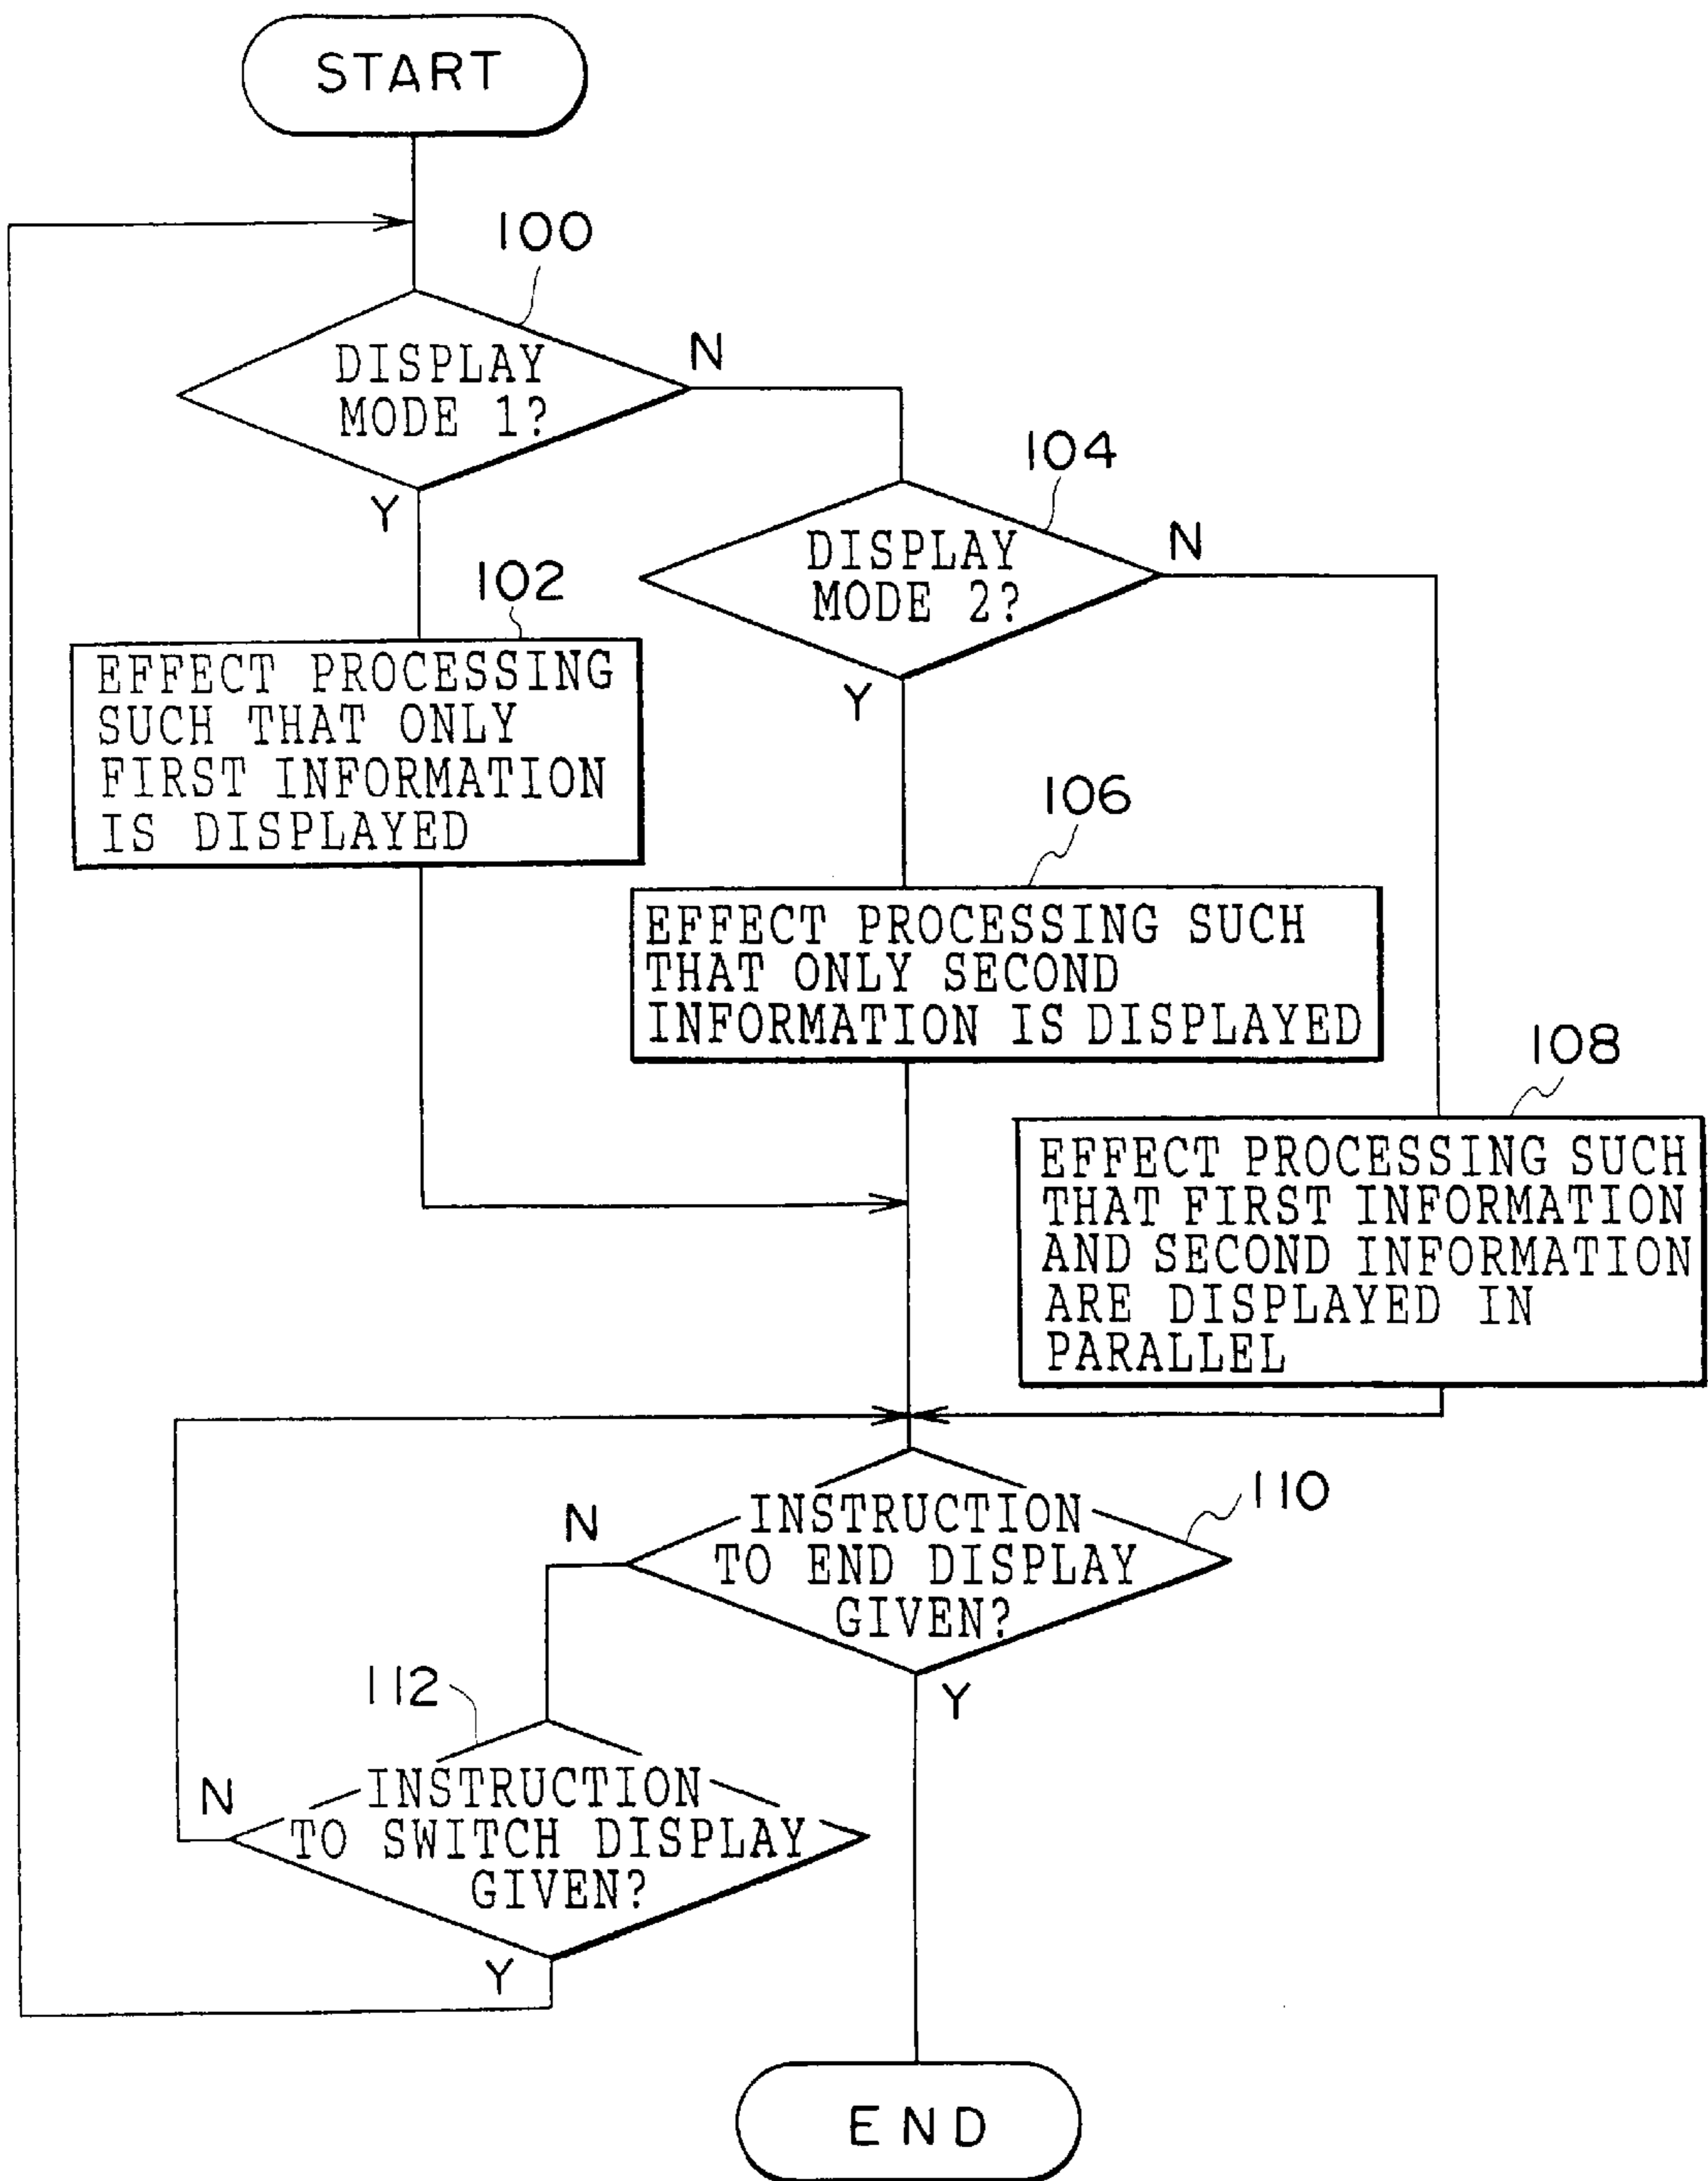 START
100
DISPLAY
MODE 1?
N
Y
104
DISPLAY
MODE 2?
N
Y
102
EFFECT PROCESSING
SUCH THAT ONLY
FIRST INFORMATION
IS DISPLAYED
106
EFFECT PROCESSING SUCH
THAT ONLY SECOND
INFORMATION IS DISPLAYED
108
EFFECT PROCESSING SUCH
THAT FIRST INFORMATION
AND SECOND INFORMATION
ARE DISPLAYED IN
PARALLEL
110
INSTRUCTION
TO END DISPLAY
GIVEN?
N
Y
112
INSTRUCTION
TO SWITCH DISPLAY
GIVEN?
N
Y
END